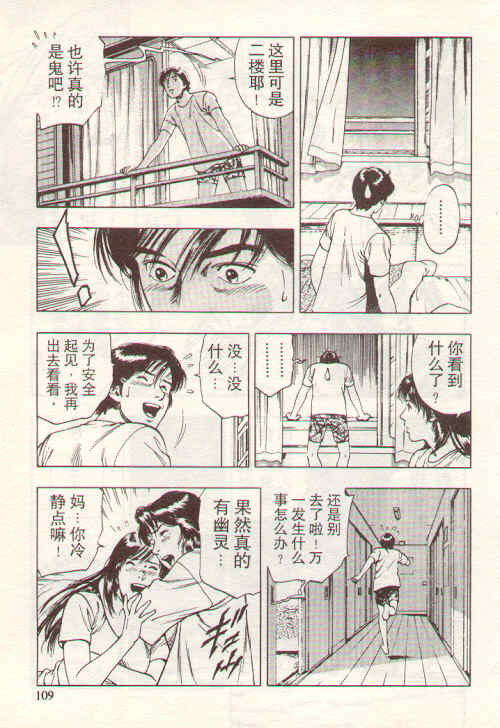 ………
这里可是
二楼耶！
也许真的
是鬼吧!?
你看到
什么了？
………
没…没
什么…
为了安全
起见，我再
出去看看．
还是别
去了啦！万
一发生什么
事怎么办？
果然真的
有幽灵…
妈…你冷
静点嘛！
109